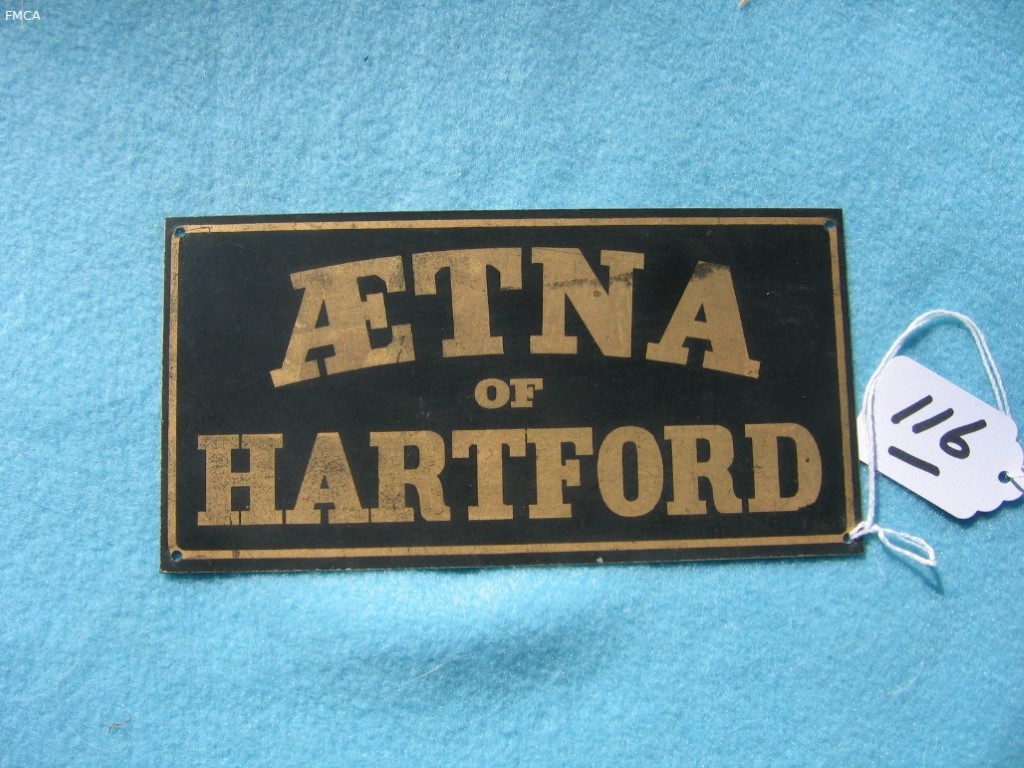 FMCA
ÆTNA
OF
HARTFORD
116